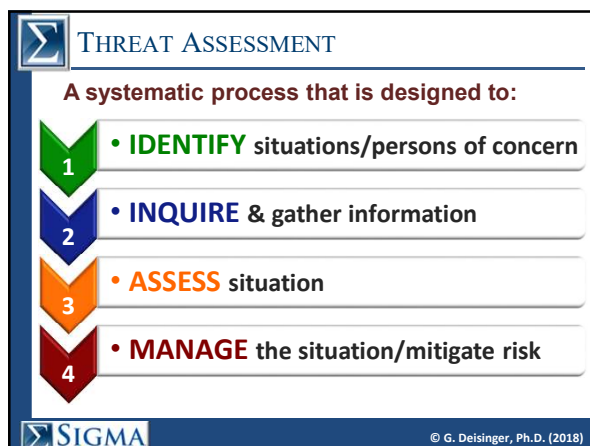 Σ THREAT ASSESSMENT
A systematic process that is designed to:
1 • IDENTIFY situations/persons of concern
2 • INQUIRE & gather information
3 • ASSESS situation
4 • MANAGE the situation/mitigate risk
Σ SIGMA © G. Deisinger, Ph.D. (2018)